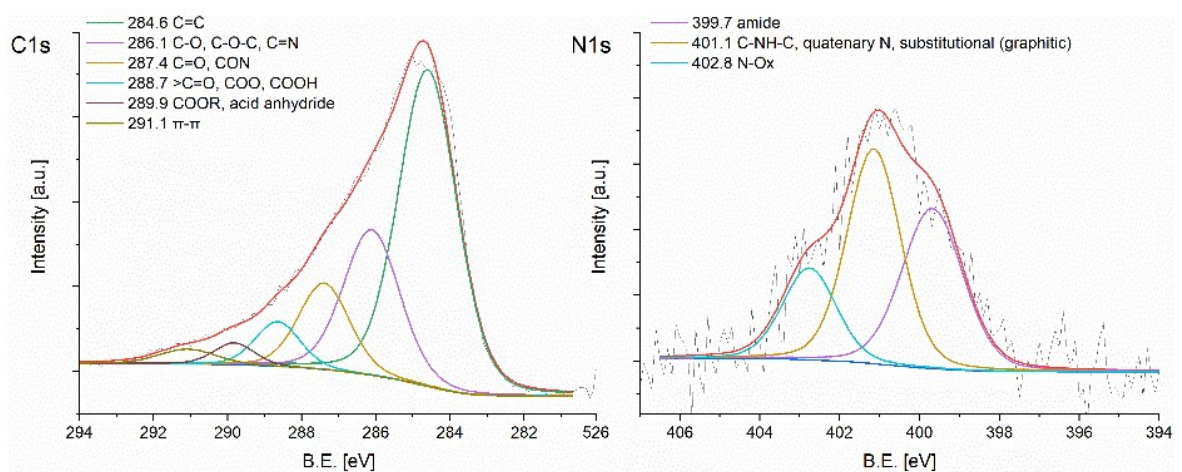 C1s
284.6 C=C
286.1 C-O, C-O-C, C=N
287.4 C=O, CON
288.7 >C=O, COO, COOH
289.9 COOR, acid anhydride
291.1 π-π
Intensity [a.u.]
294 292 290 288 286 284 282 526
B.E. [eV]
N1s
399.7 amide
401.1 C-NH-C, quatenary N, substitutional (graphitic)
402.8 N-Ox
Intensity [a.u.]
406 404 402 400 398 396 394
B.E. [eV]